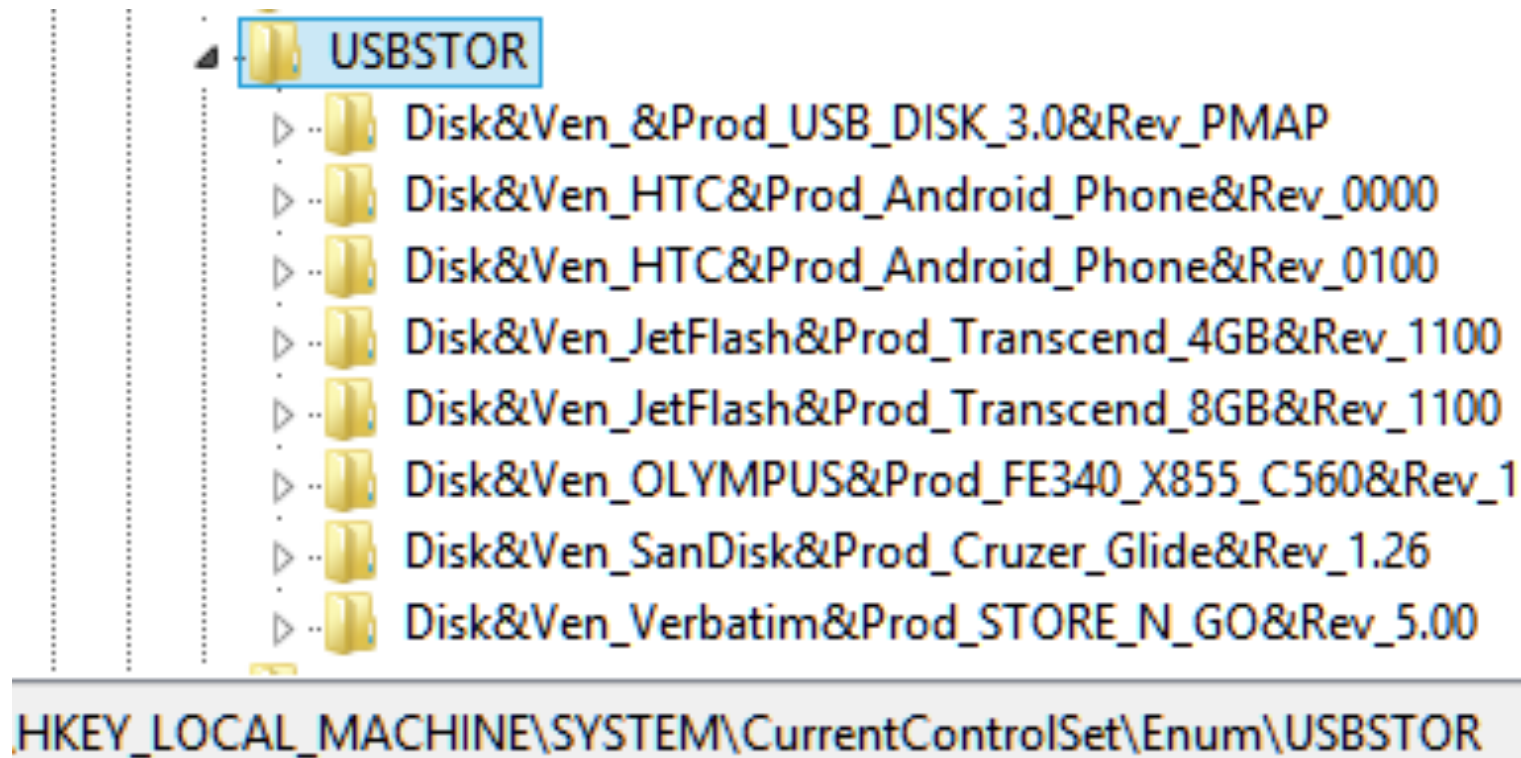 USBSTOR
Disk&Ven_&Prod_USB_DISK_3.0&Rev_PMAP
Disk&Ven_HTC&Prod_Android_Phone&Rev_0000
Disk&Ven_HTC&Prod_Android_Phone&Rev_0100
Disk&Ven_JetFlash&Prod_Transcend_4GB&Rev_1100
Disk&Ven_JetFlash&Prod_Transcend_8GB&Rev_1100
Disk&Ven_OLYMPUS&Prod_FE340_X855_C560&Rev_1
Disk&Ven_SanDisk&Prod_Cruzer_Glide&Rev_1.26
Disk&Ven_Verbatim&Prod_STORE_N_GO&Rev_5.00
HKEY_LOCAL_MACHINE\SYSTEM\CurrentControlSet\Enum\USBSTOR